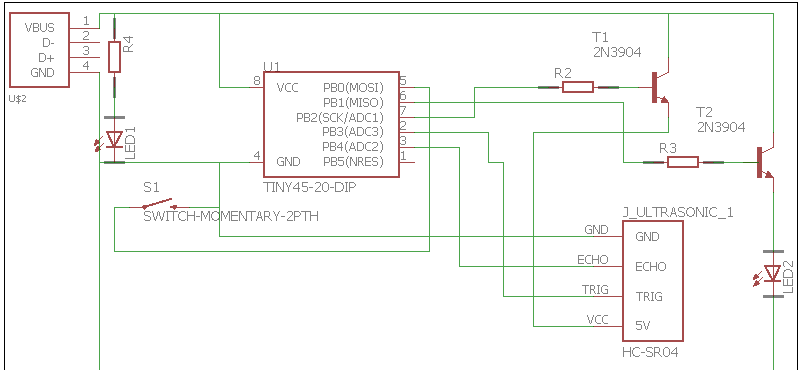 VBUS 1
D- 2
D+ 3
GND 4
U$2
R4
LED1
U1
8 VCC
4 GND
PB0(MOSI) 5
PB1(MISO) 6
PB2(SCK/ADC1) 7
PB3(ADC3) 2
PB4(ADC2) 3
PB5(NRES) 1
TINY45-20-DIP
S1
SWITCH-MOMENTARY-2PTH
R2
T1
2N3904
T2
2N3904
R3
J_ULTRASONIC_1
GND GND
ECHO ECHO
TRIG TRIG
VCC 5V
HC-SR04
LED2